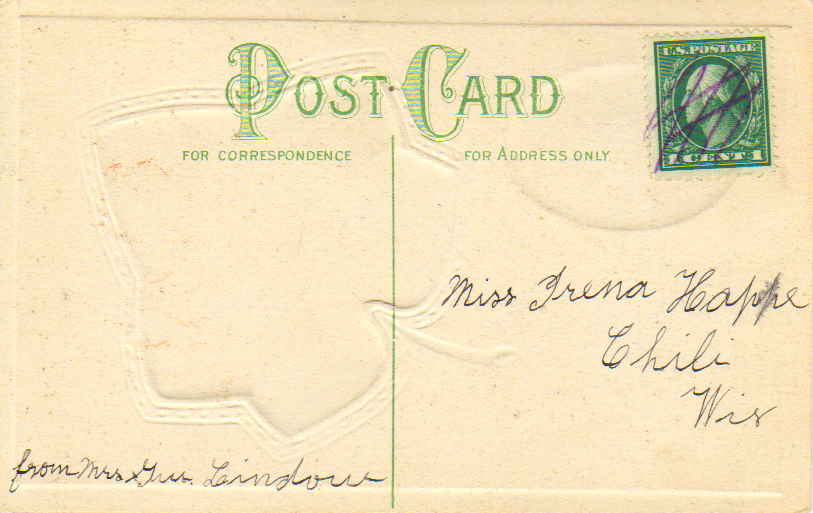 POST CARD
FOR CORRESPONDENCE
FOR ADDRESS ONLY
U.S. POSTAGE
1 CENT 1
Miss Irena Happe
Chili
Wis
from Mrs Gus. Lindow